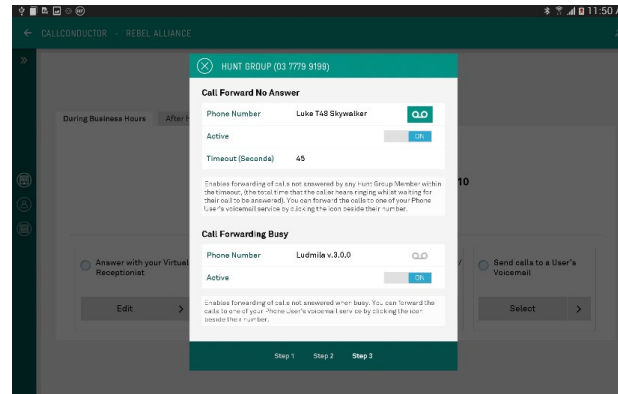 11:50
CALLCONDUCTOR - REBEL ALLIANCE
HUNT GROUP (03 7779 9199)
Call Forward No Answer
Phone Number Luke T48 Skywalker
Active ON
Timeout (Seconds) 45
Enables forwarding of calls not answered by any Hunt Group Member within
the timeout, (the total time that the caller hears ringing whilst waiting for
their call to be answered). You can forward the calls to one of your Phone
User's voicemail service by clicking the icon beside their number.
Call Forwarding Busy
Phone Number Ludmila v.3.0.0
Active ON
Enables forwarding of calls not answered when busy. You can forward the
calls to one of your Phone User's voicemail service by clicking the icon
beside their number.
Step 1 Step 2 Step 3
During Business Hours After
10
Answer with your Virtual
Receptionist
Edit >
Send calls to a User's
Voicemail
Select >